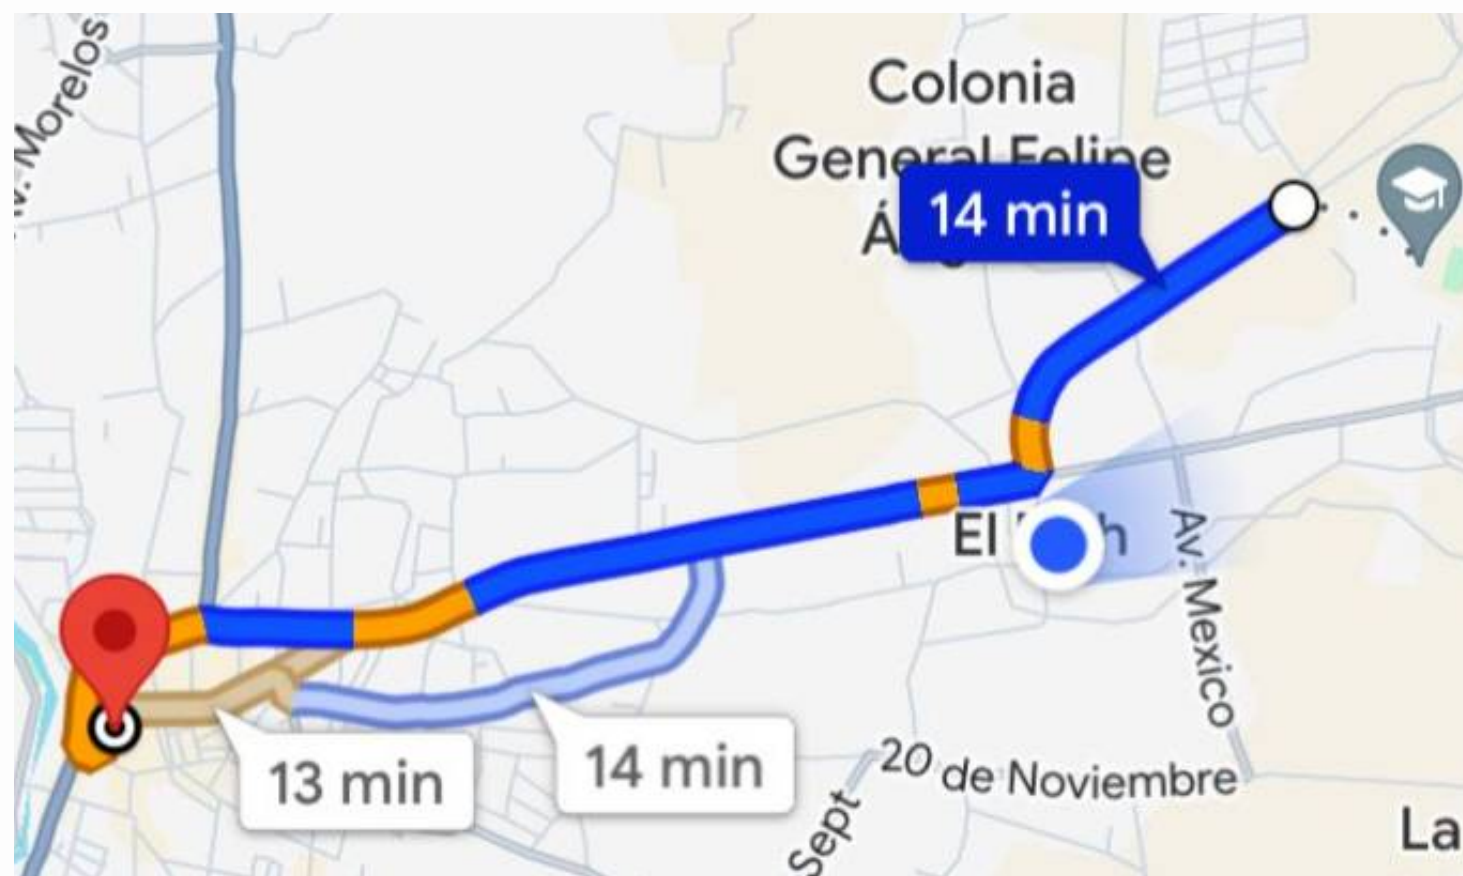 Av. Morelos
Colonia
General Felipe
14 min
El
Av. Mexico
13 min
14 min
20 de Noviembre
Sept
La